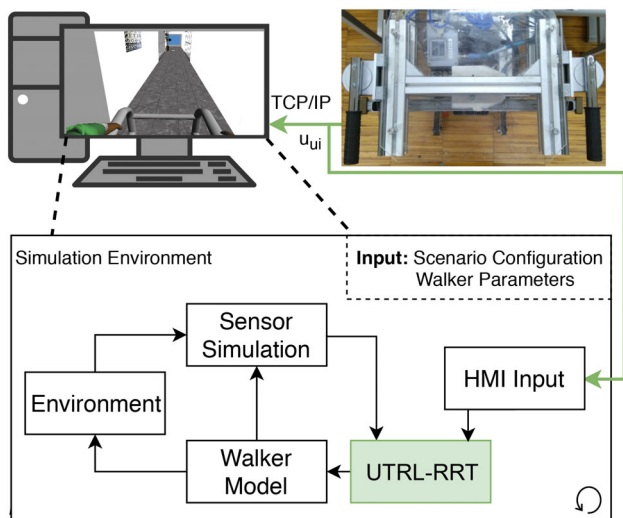 TCP/IP
u_ui
Simulation Environment
Input: Scenario Configuration
Walker Parameters
Sensor
Simulation
HMI Input
Environment
Walker
Model
UTRL-RRT